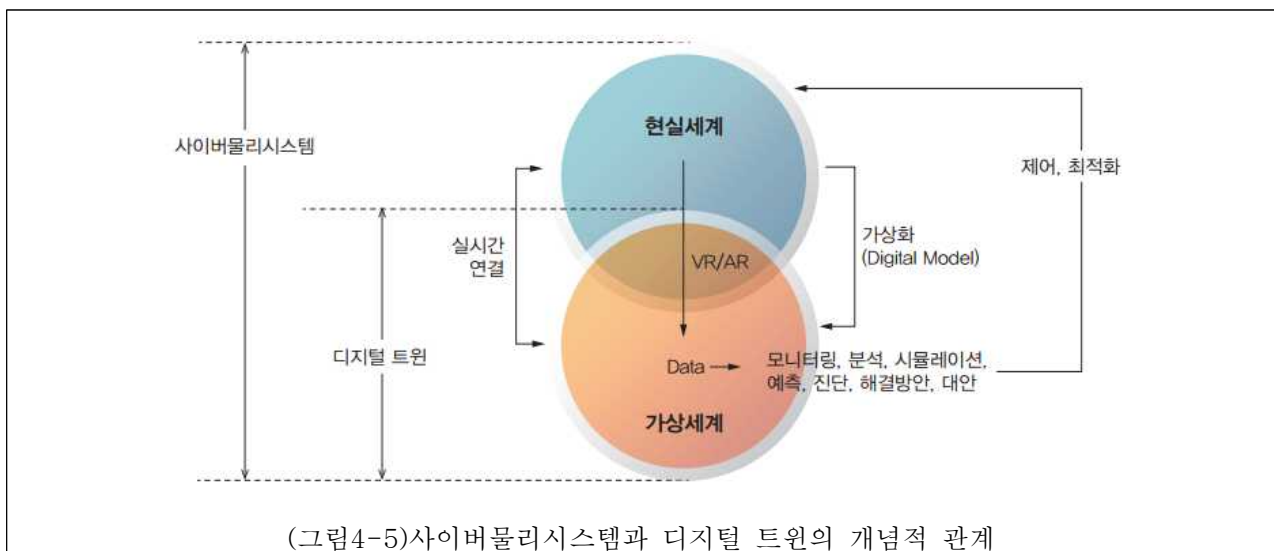 현실세계
사이버물리시스템
제어, 최적화
실시간
연결
VR/AR
가상화
(Digital Model)
디지털 트윈
Data
모니터링, 분석, 시뮬레이션,
예측, 진단, 해결방안, 대안
가상세계
(그림4-5)사이버물리시스템과 디지털 트윈의 개념적 관계